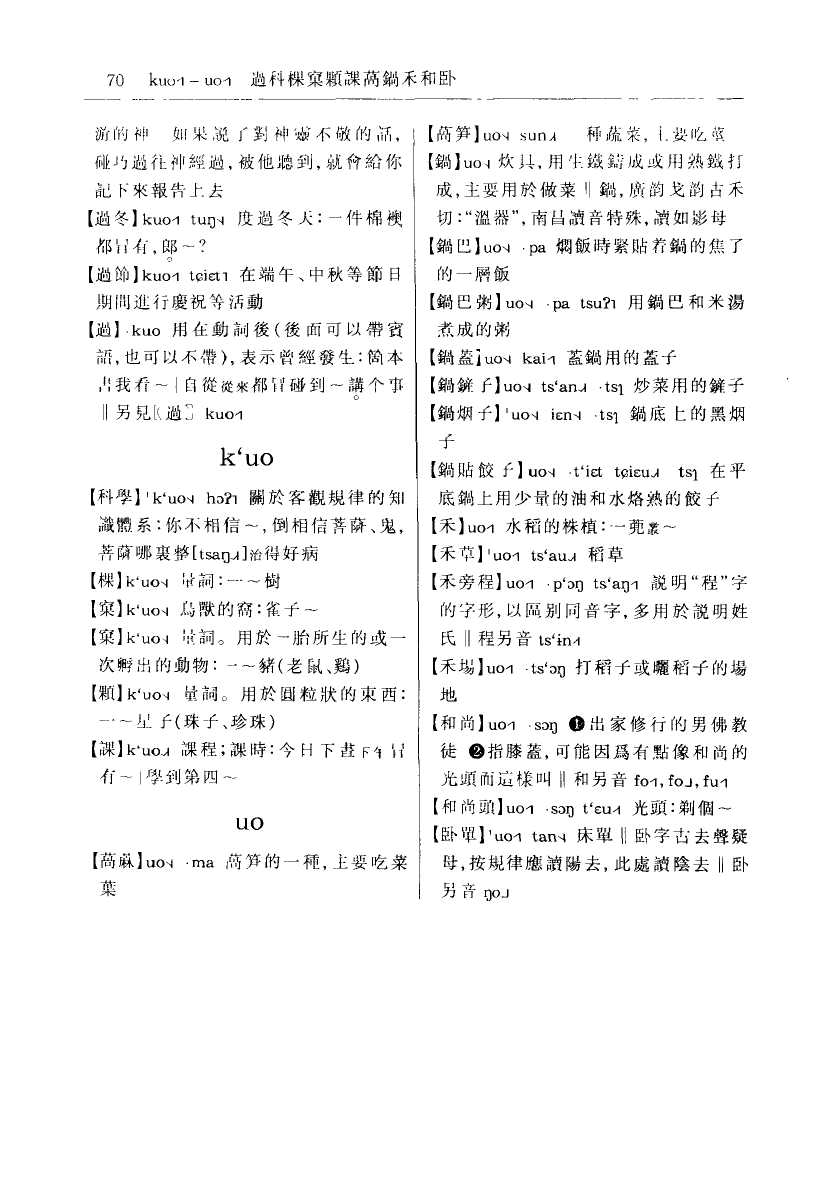 70 kuo˧˥ – uo˧˥ 過科棵窠顆課萵鍋禾和卧
游的神 如果説了對神靈不敬的話,
碰巧過往神經過,被他聽到,就會給你
記下來報告上去
【過冬】kuo˧˥ tuŋ˦˨ 度過冬天：一件棉襖
都冒有,郎～?
【過節】kuo˧˥ tɕiɛt˥ 在端午、中秋等節日
期間進行慶祝等活動
【過】·kuo 用在動詞後(後面可以帶賓
語,也可以不帶),表示曾經發生：箇本
書我看～|自從從來都冒碰到～講个事
‖另見〖過〗 kuo˧˥
k‘uo
【科學】ˈk‘uo˦˨ hɔʔ˥ 關於客觀規律的知
識體系：你不相信～,倒相信菩薩、鬼,
菩薩哪裏整[tsaŋ˨˩˧]治得好病
【棵】k‘uo˦˨ 量詞：一～樹
【窠】k‘uo˦˨ 鳥獸的窩：雀子～
【窠】k‘uo˦˨ 量詞。用於一胎所生的或一
次孵出的動物：一～豬(老鼠、鷄)
【顆】k‘uo˦˨ 量詞。用於圓粒狀的東西：
一～星子(珠子、珍珠)
【課】k‘uo˨˩˧ 課程；課時：今日下晝下午冒
有～|學到第四～
uo
【萵蔴】uo˦˨ ·ma 萵笋的一種,主要吃菜
葉
【萵笋】uo˦˨ sun˨˩˧ 種蔬菜,主要吃莖
【鍋】uo˦˨ 炊具,用生鐵鑄成或用熟鐵打
成,主要用於做菜‖鍋,廣韵戈韵古禾
切：“溫器”,南昌讀音特殊,讀如影母
【鍋巴】uo˦˨ ·pa 燜飯時緊貼着鍋的焦了
的一層飯
【鍋巴粥】uo˦˨ ·pa tsuʔ˥ 用鍋巴和米湯
煮成的粥
【鍋蓋】uo˦˨ kai˧˥ 蓋鍋用的蓋子
【鍋鏟子】uo˦˨ ts‘an˨˩˧ ·tsɿ 炒菜用的鏟子
【鍋烟子】ˈuo˦˨ iɛn˦˨ ·tsɿ 鍋底上的黑烟
子
【鍋貼餃子】uo˦˨ ·t‘iɛt tɕiɛu˨˩˧ tsɿ 在平
底鍋上用少量的油和水烙熟的餃子
【禾】uo˧˥ 水稻的株植：一蔸叢～
【禾草】ˈuo˧˥ ts‘au˨˩˧ 稻草
【禾旁程】uo˧˥ ·p‘ɔŋ ts‘aŋ˧˥ 説明“程”字
的字形,以區别同音字,多用於説明姓
氏‖程另音 ts‘in˨˦
【禾場】uo˧˥ ·ts‘ɔŋ 打稻子或曬稻子的場
地
【和尚】uo˧˥ ·sɔŋ ❶出家修行的男佛教
徒 ❷指膝蓋,可能因爲有點像和尚的
光頭而這樣叫‖和另音 fo˧˥, fo˨˩, fu˧˥
【和尚頭】uo˧˥ ·sɔŋ t‘ɛu˨˦ 光頭：剃個～
【卧單】ˈuo˧˥ tan˦˨ 床單‖卧字古去聲疑
母,按規律應讀陽去,此處讀陰去‖卧
另音 ŋo˨˩